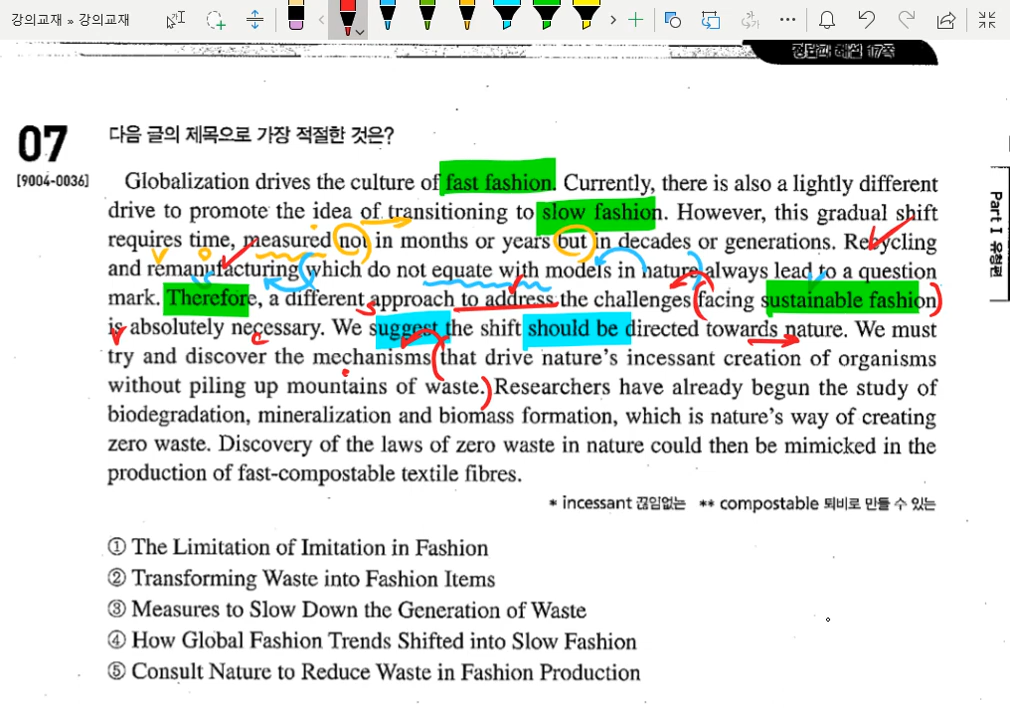 강의교재 » 강의교재
정답과 해설 17쪽
07
다음 글의 제목으로 가장 적절한 것은?
[9004-0036]
Globalization drives the culture of fast fashion. Currently, there is also a lightly different
drive to promote the idea of transitioning to slow fashion. However, this gradual shift
requires time, measured not in months or years but in decades or generations. Recycling
and remanufacturing which do not equate with models in nature always lead to a question
mark. Therefore, a different approach to address the challenges facing sustainable fashion
is absolutely necessary. We suggest the shift should be directed towards nature. We must
try and discover the mechanisms that drive nature's incessant creation of organisms
without piling up mountains of waste. Researchers have already begun the study of
biodegradation, mineralization and biomass formation, which is nature's way of creating
zero waste. Discovery of the laws of zero waste in nature could then be mimicked in the
production of fast-compostable textile fibres.
* incessant 끊임없는 ** compostable 퇴비로 만들 수 있는
① The Limitation of Imitation in Fashion
② Transforming Waste into Fashion Items
③ Measures to Slow Down the Generation of Waste
④ How Global Fashion Trends Shifted into Slow Fashion
⑤ Consult Nature to Reduce Waste in Fashion Production
Part I 유형편